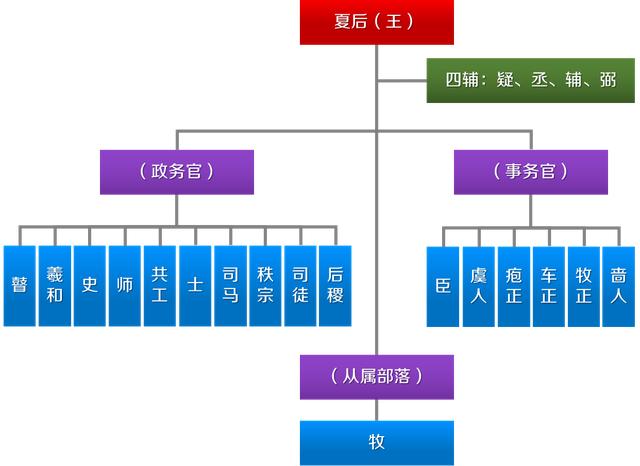 夏后（王）
四辅：疑、丞、辅、弼
（政务官）
（事务官）
瞽
羲和
史
师
共工
士
司马
秩宗
司徒
后稷
臣
虞人
庖正
车正
牧正
啬人
（从属部落）
牧